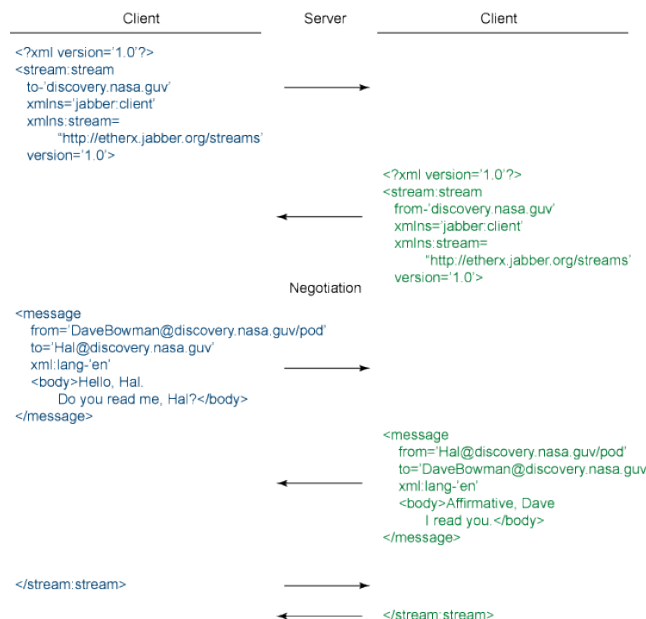 Client Server Client
<?xml version='1.0'?>
<stream:stream
to-'discovery.nasa.guv'
xmlns='jabber:client'
xmlns:stream=
"http://etherx.jabber.org/streams'
version='1.0'>
<?xml version='1.0'?>
<stream:stream
from-'discovery.nasa.guv'
xmlns='jabber:client'
xmlns:stream=
"http://etherx.jabber.org/streams'
version='1.0'>
Negotiation
<message
from='DaveBowman@discovery.nasa.guv/pod'
to='Hal@discovery.nasa.guv'
xml:lang-'en'
<body>Hello, Hal.
Do you read me, Hal?</body>
</message>
<message
from='Hal@discovery.nasa.guv/pod'
to='DaveBowman@discovery.nasa.guv
xml:lang-'en'
<body>Affirmative, Dave
I read you.</body>
</message>
</stream:stream>
</stream:stream>